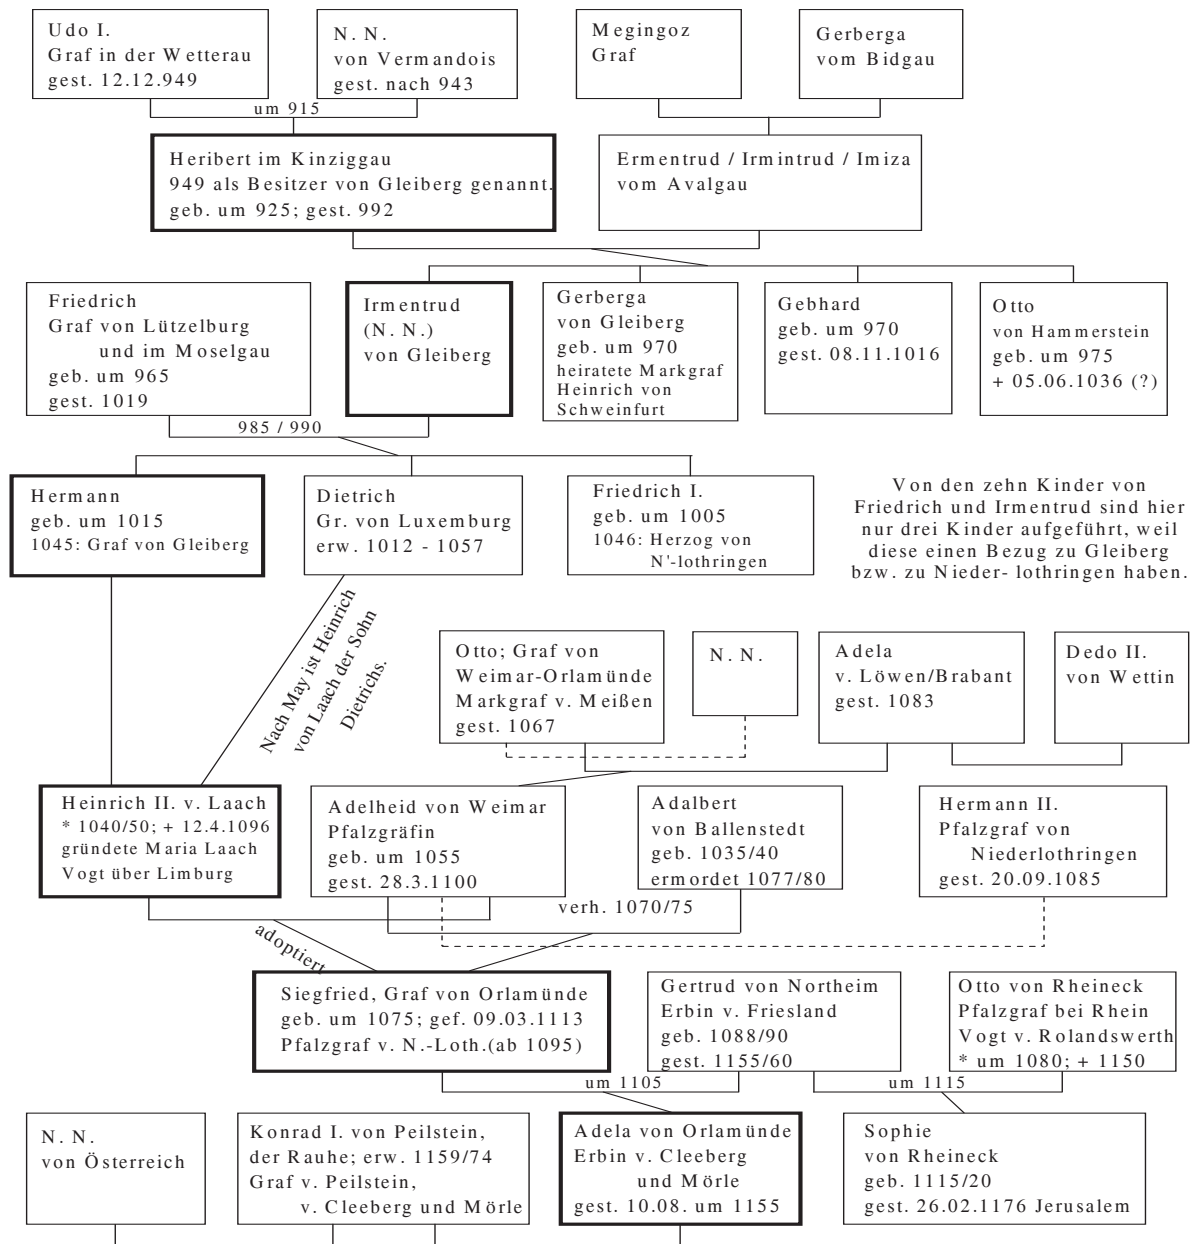 Udo I.
Graf in der Wetterau
gest. 12.12.949
N. N.
von Vermandois
gest. nach 943
Megingoz
Graf
Gerberga
vom Bidgau
um 915
Heribert im Kinziggau
949 als Besitzer von Gleiberg genannt.
geb. um 925; gest. 992
Ermentrud / Irmintrud / Imiza
vom Avalgau
Friedrich
Graf von Lützelburg
und im Moselgau
geb. um 965
gest. 1019
Irmentrud
(N. N.)
von Gleiberg
Gerberga
von Gleiberg
geb. um 970
heiratete Markgraf
Heinrich von
Schweinfurt
Gebhard
geb. um 970
gest. 08.11.1016
Otto
von Hammerstein
geb. um 975
+ 05.06.1036 (?)
985 / 990
Hermann
geb. um 1015
1045: Graf von Gleiberg
Dietrich
Gr. von Luxemburg
erw. 1012 - 1057
Friedrich I.
geb. um 1005
1046: Herzog von
N'-lothringen
Von den zehn Kinder von
Friedrich und Irmentrud sind hier
nur drei Kinder aufgeführt, weil
diese einen Bezug zu Gleiberg
bzw. zu Nieder- lothringen haben.
Nach May ist Heinrich
von Laach der Sohn
Dietrichs.
Otto; Graf von
Weimar-Orlamünde
Markgraf v. Meißen
gest. 1067
N. N.
Adela
v. Löwen/Brabant
gest. 1083
Dedo II.
von Wettin
Heinrich II. v. Laach
* 1040/50; + 12.4.1096
gründete Maria Laach
Vogt über Limburg
Adelheid von Weimar
Pfalzgräfin
geb. um 1055
gest. 28.3.1100
Adalbert
von Ballenstedt
geb. 1035/40
ermordet 1077/80
Hermann II.
Pfalzgraf von
Niederlothringen
gest. 20.09.1085
verh. 1070/75
adoptiert
Siegfried, Graf von Orlamünde
geb. um 1075; gef. 09.03.1113
Pfalzgraf v. N.-Loth.(ab 1095)
Gertrud von Northeim
Erbin v. Friesland
geb. 1088/90
gest. 1155/60
Otto von Rheineck
Pfalzgraf bei Rhein
Vogt v. Rolandswerth
* um 1080; + 1150
um 1105
um 1115
N. N.
von Österreich
Konrad I. von Peilstein,
der Rauhe; erw. 1159/74
Graf v. Peilstein,
v. Cleeberg und Mörle
Adela von Orlamünde
Erbin v. Cleeberg
und Mörle
gest. 10.08. um 1155
Sophie
von Rheineck
geb. 1115/20
gest. 26.02.1176 Jerusalem